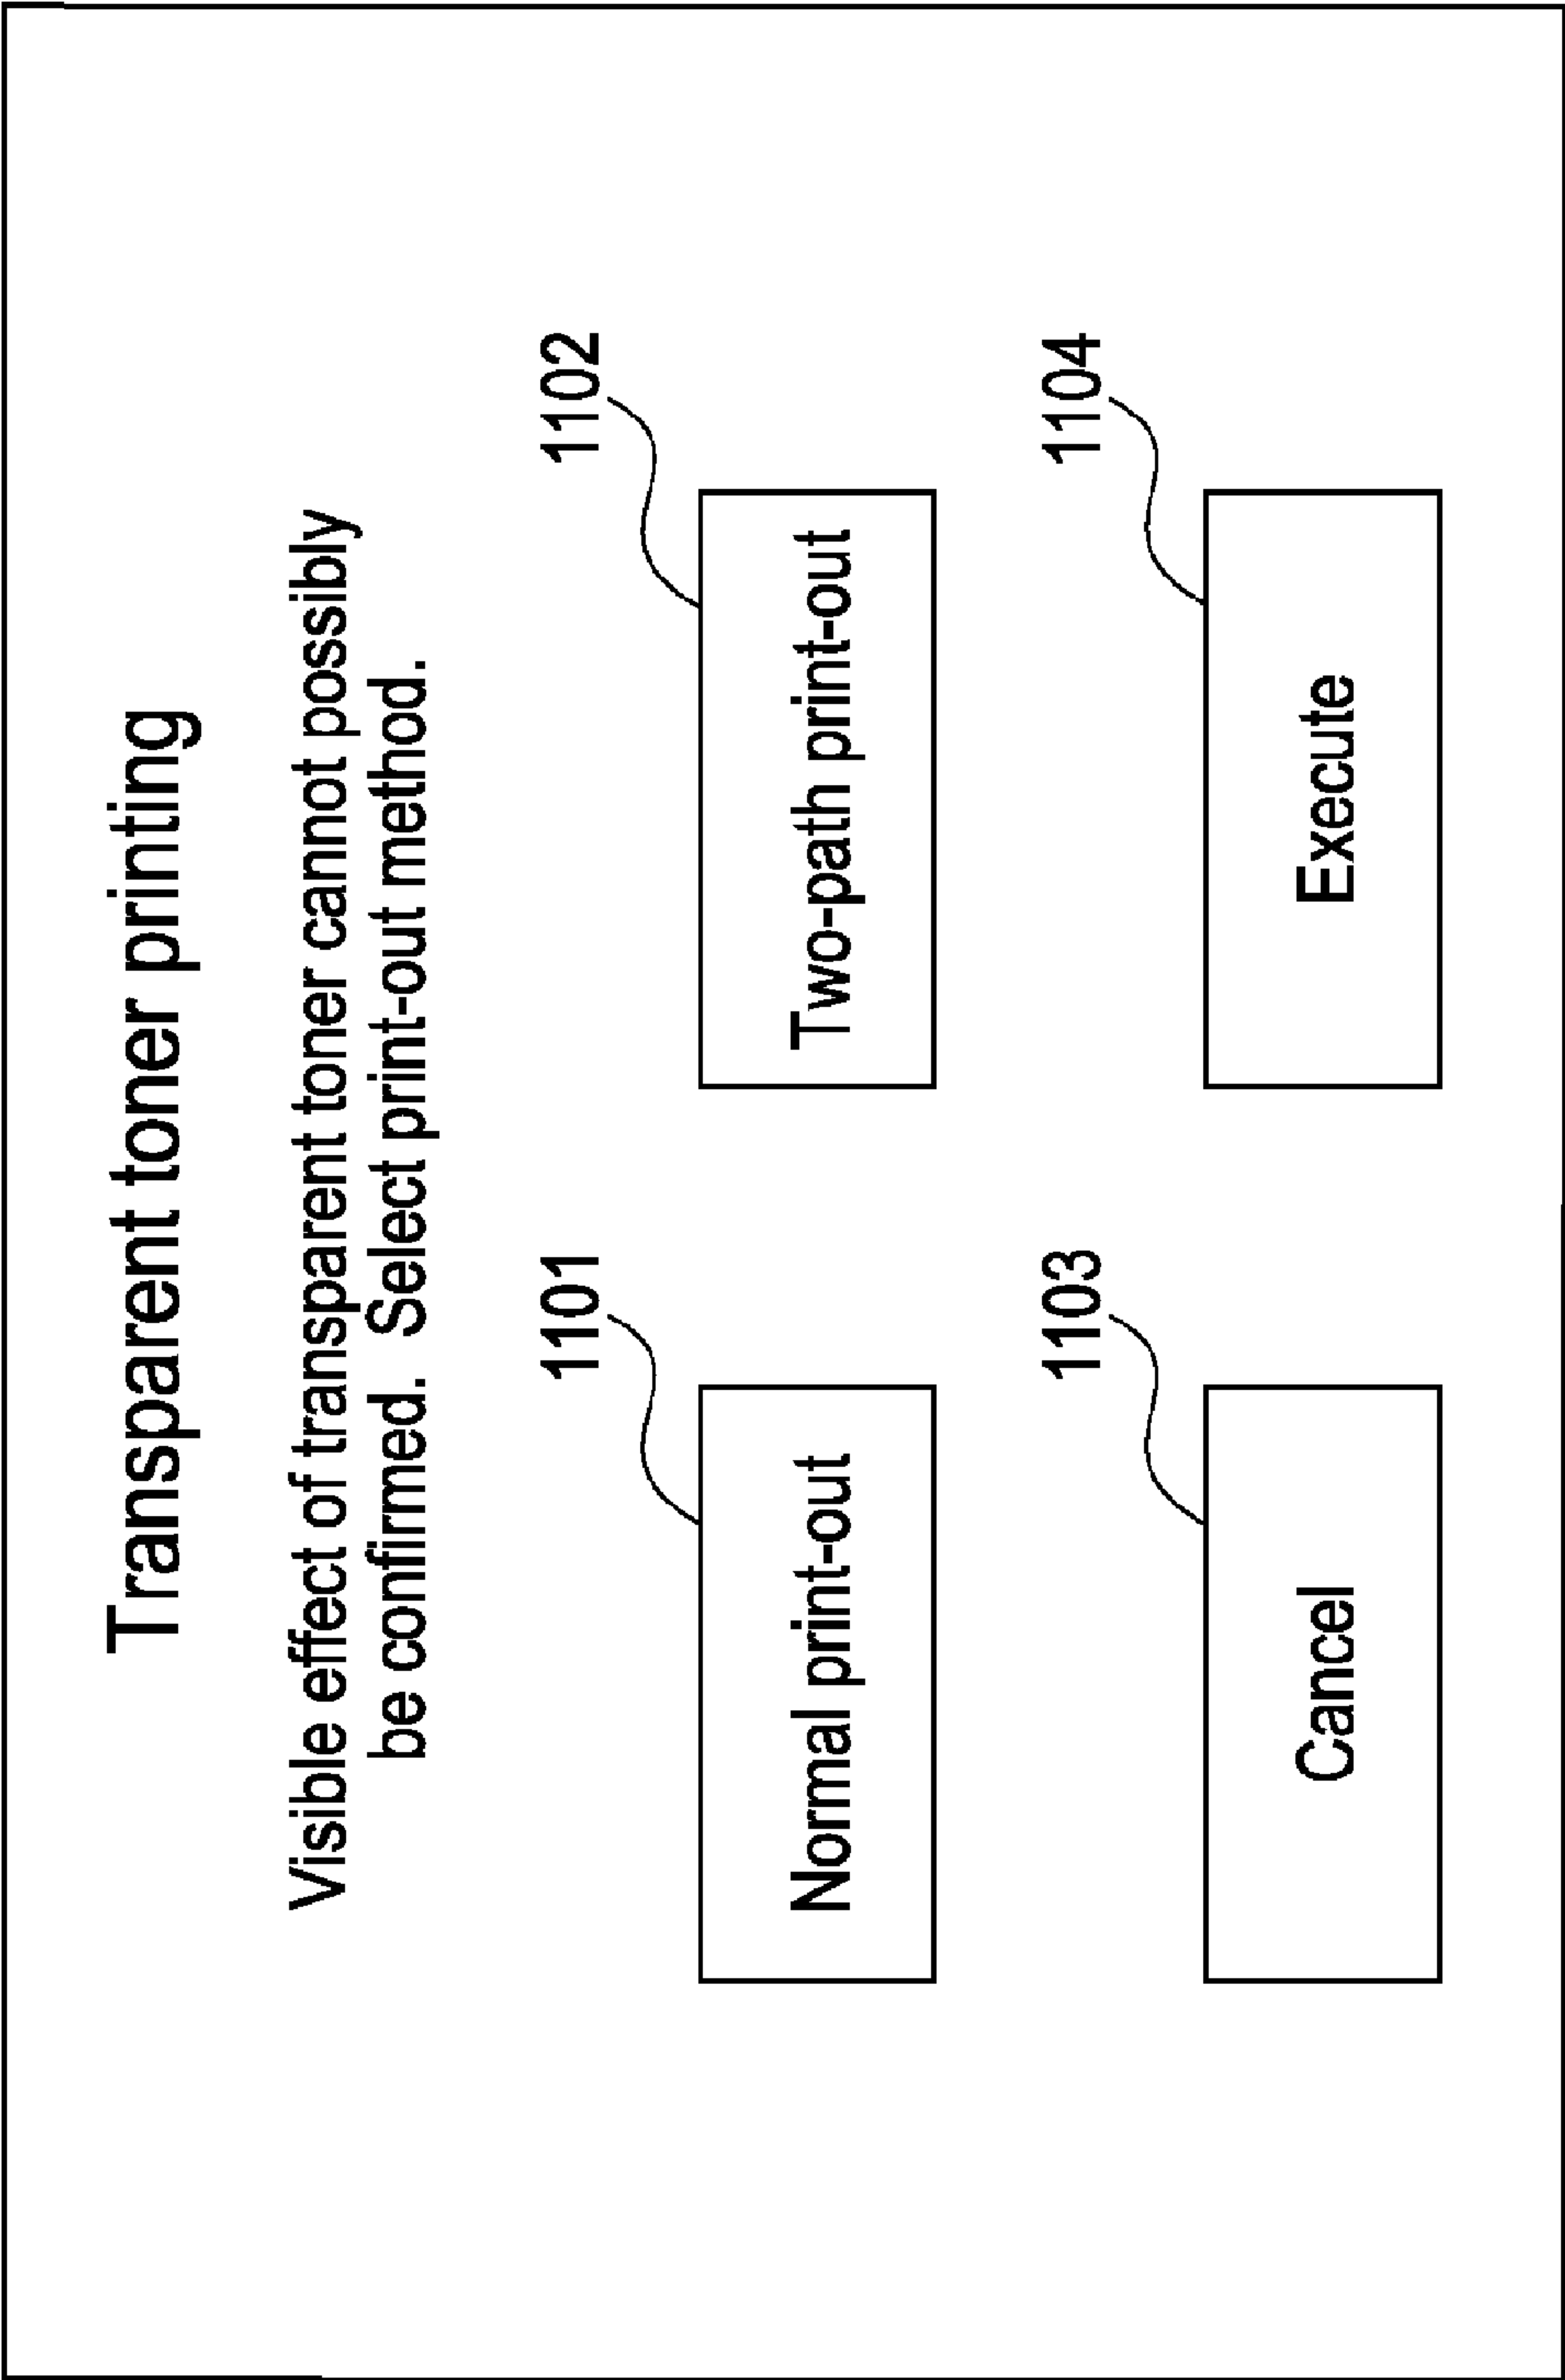 Transparent toner printing
Visible effect of transparent toner cannot possibly
be confirmed. Select print-out method.
1101
1102
Normal print-out
Two-path print-out
1103
1104
Cancel
Execute